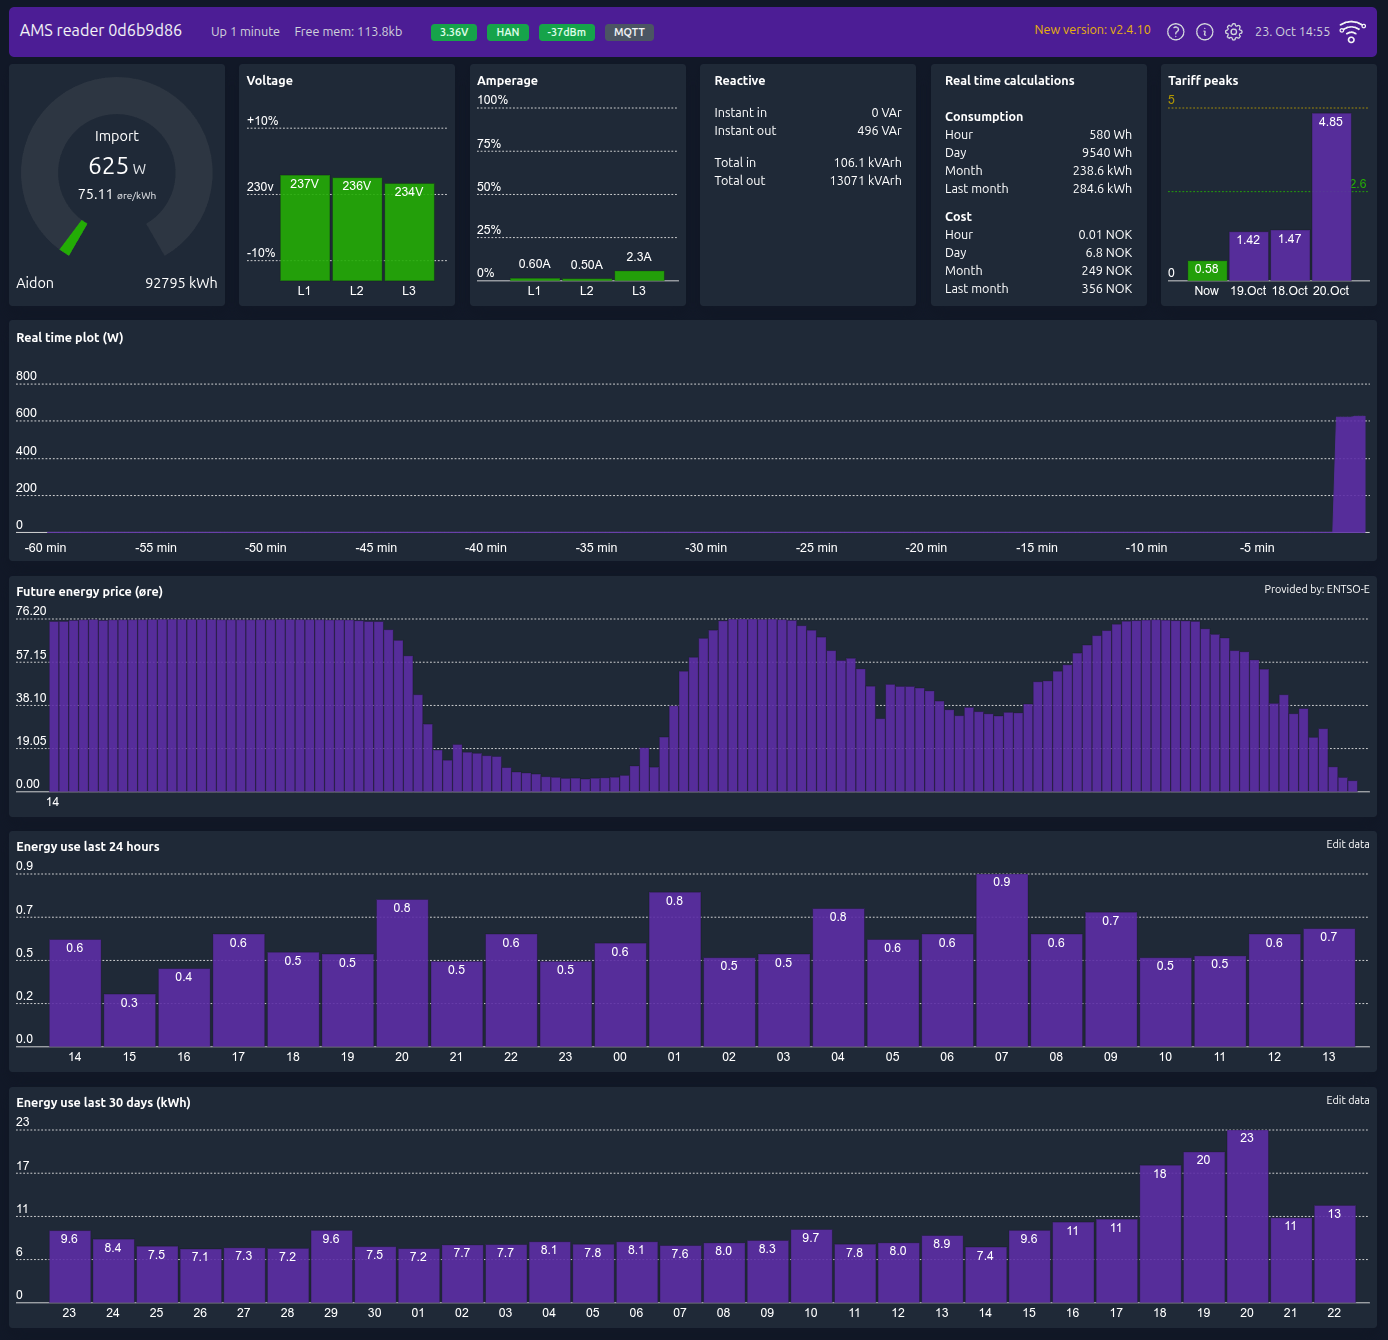 AMS reader 0d6b9d86 Up 1 minute Free mem: 113.8kb 3.36V HAN -37dBm MQTT New version: v2.4.10 ? i 23. Oct 14:55
Import
625 W
75.11 øre/kWh
Aidon 92795 kWh
Voltage
+10%
230v
-10%
237V 236V 234V
L1 L2 L3
Amperage
100%
75%
50%
25%
0%
0.60A 0.50A 2.3A
L1 L2 L3
Reactive
Instant in 0 VAr
Instant out 496 VAr
Total in 106.1 kVArh
Total out 13071 kVArh
Real time calculations
Consumption
Hour 580 Wh
Day 9540 Wh
Month 238.6 kWh
Last month 284.6 kWh
Cost
Hour 0.01 NOK
Day 6.8 NOK
Month 249 NOK
Last month 356 NOK
Tariff peaks
5
2.6
0
0.58 1.42 1.47 4.85
Now 19.Oct 18.Oct 20.Oct
Real time plot (W)
800
600
400
200
0
-60 min -55 min -50 min -45 min -40 min -35 min -30 min -25 min -20 min -15 min -10 min -5 min
Future energy price (øre) Provided by: ENTSO-E
76.20
57.15
38.10
19.05
0.00
14
Energy use last 24 hours Edit data
0.9
0.7
0.5
0.2
0.0
0.6 0.3 0.4 0.6 0.5 0.5 0.8 0.5 0.6 0.5 0.6 0.8 0.5 0.5 0.8 0.6 0.6 0.9 0.6 0.7 0.5 0.5 0.6 0.7
14 15 16 17 18 19 20 21 22 23 00 01 02 03 04 05 06 07 08 09 10 11 12 13
Energy use last 30 days (kWh) Edit data
23
17
11
6
0
9.6 8.4 7.5 7.1 7.3 7.2 9.6 7.5 7.2 7.7 7.7 8.1 7.8 8.1 7.6 8.0 8.3 9.7 7.8 8.0 8.9 7.4 9.6 11 11 18 20 23 11 13
23 24 25 26 27 28 29 30 01 02 03 04 05 06 07 08 09 10 11 12 13 14 15 16 17 18 19 20 21 22